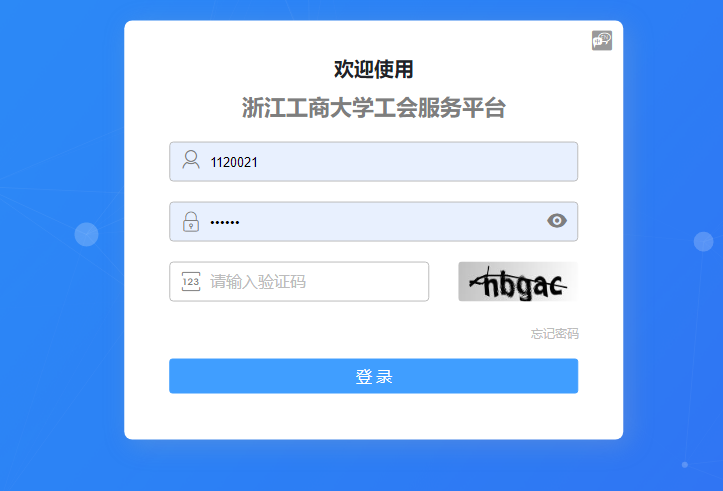 欢迎使用
浙江工商大学工会服务平台
1120021
••••••
123 请输入验证码
忘记密码
登录